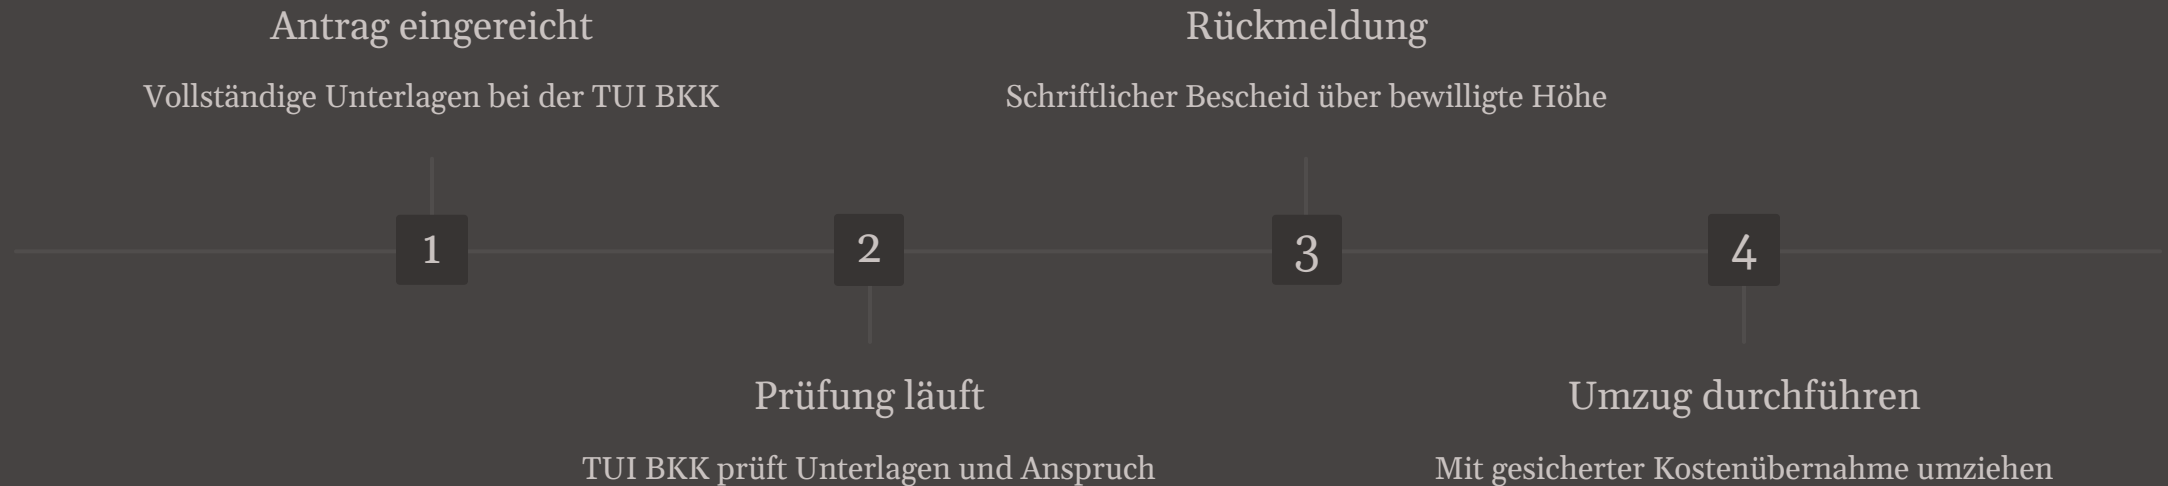 Antrag eingereicht
Vollständige Unterlagen bei der TUI BKK
1
2
Prüfung läuft
TUI BKK prüft Unterlagen und Anspruch
Rückmeldung
Schriftlicher Bescheid über bewilligte Höhe
3
4
Umzug durchführen
Mit gesicherter Kostenübernahme umziehen